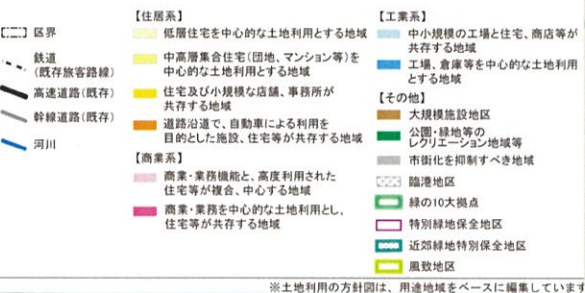 区界
鉄道
(既存旅客路線)
高速道路(既存)
幹線道路(既存)
河川
【住居系】
低層住宅を中心的な土地利用とする地域
中高層集合住宅(団地、マンション等)を
中心的な土地利用とする地域
住宅及び小規模な店舗、事務所が
共存する地域
道路沿道で、自動車による利用を
目的とした施設、住宅等が共存する地域
【商業系】
商業・業務機能と、高度利用された
住宅等が複合、中心する地域
商業・業務を中心的な土地利用とし、
住宅等が共存する地域
【工業系】
中小規模の工場と住宅、商店等が
共存する地域
工場、倉庫等を中心的な土地利用
とする地域
【その他】
大規模施設地区
公園・緑地等の
レクリエーション地域等
市街化を抑制すべき地域
臨港地区
緑の10大拠点
特別緑地保全地区
近郊緑地特別保全地区
風致地区
※土地利用の方針図は、用途地域をベースに編集しています